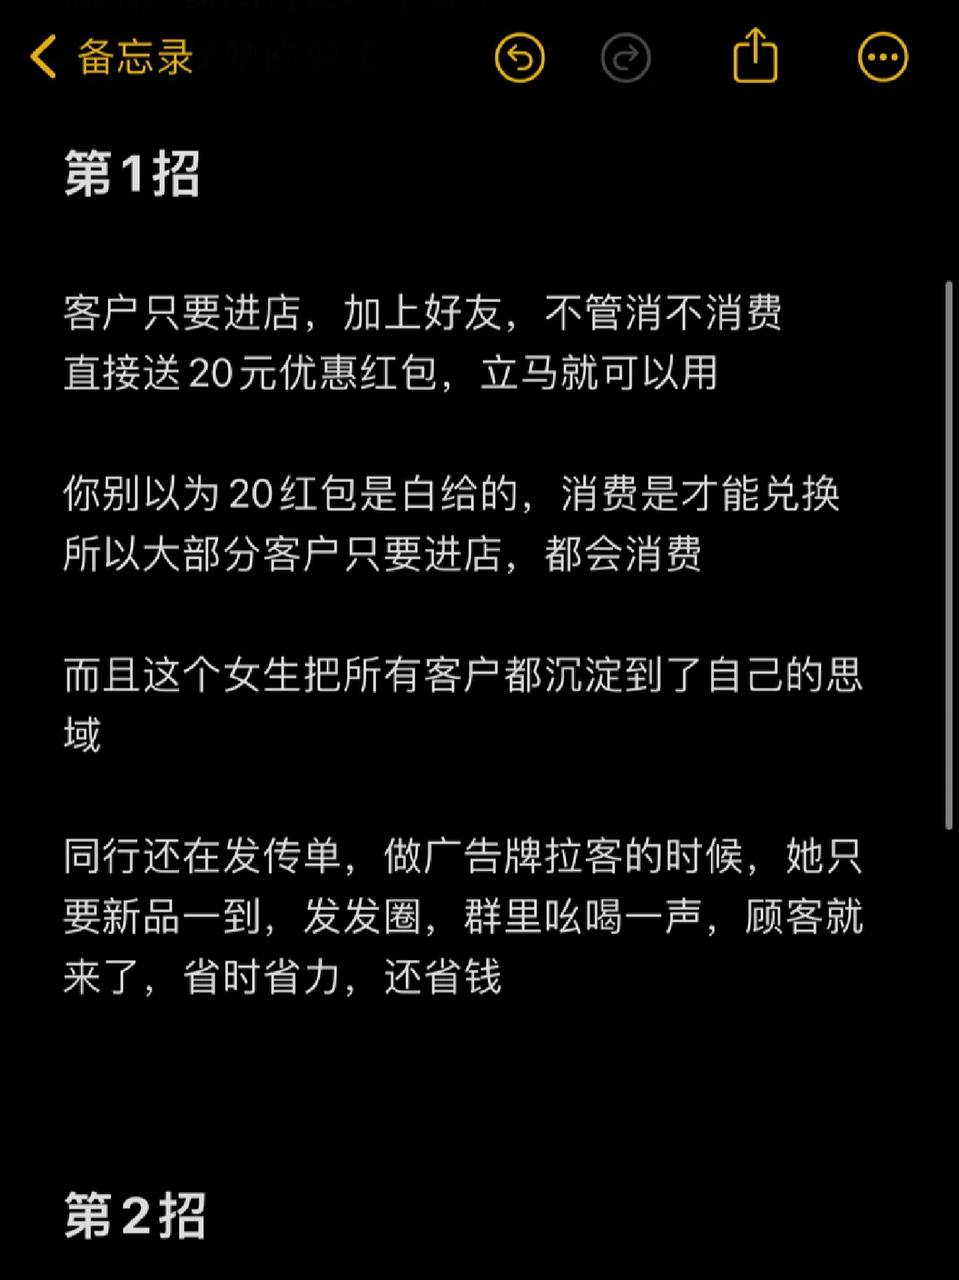 备忘录
第1招
客户只要进店，加上好友，不管消不消费
直接送20元优惠红包，立马就可以用
你别以为20红包是白给的，消费是才能兑换
所以大部分客户只要进店，都会消费
而且这个女生把所有客户都沉淀到了自己的思
域
同行还在发传单，做广告牌拉客的时候，她只
要新品一到，发发圈，群里吆喝一声，顾客就
来了，省时省力，还省钱
第2招